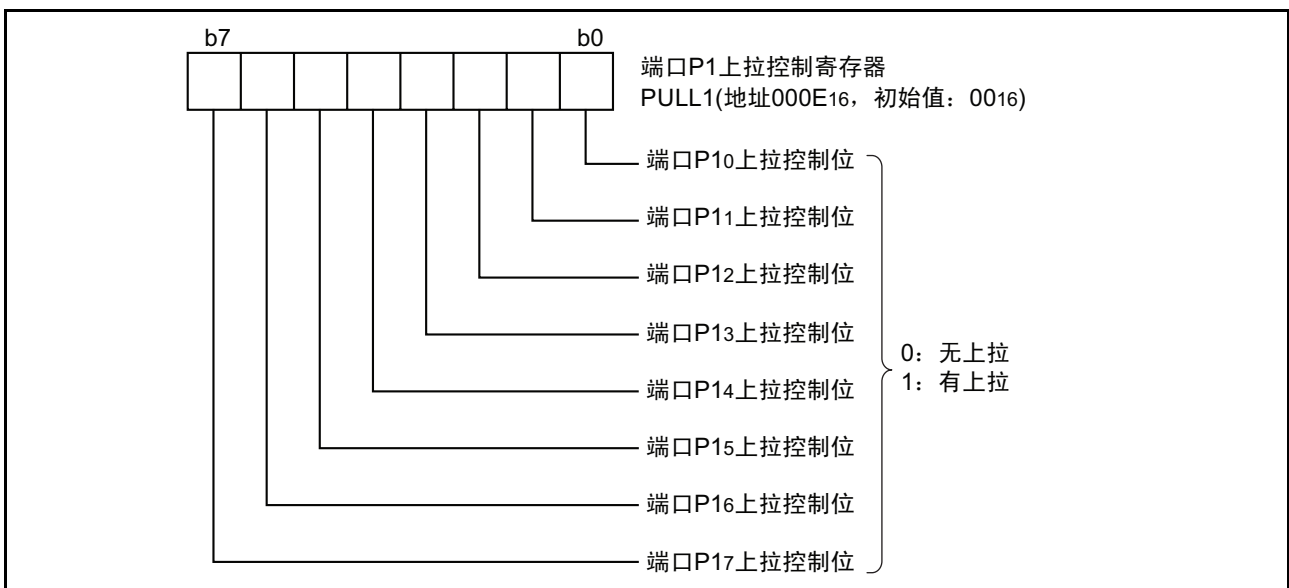 b7 b0
端口P1上拉控制寄存器
PULL1(地址000E16，初始值：0016)
端口P10上拉控制位
端口P11上拉控制位
端口P12上拉控制位
端口P13上拉控制位
端口P14上拉控制位
端口P15上拉控制位
端口P16上拉控制位
端口P17上拉控制位
0：无上拉
1：有上拉